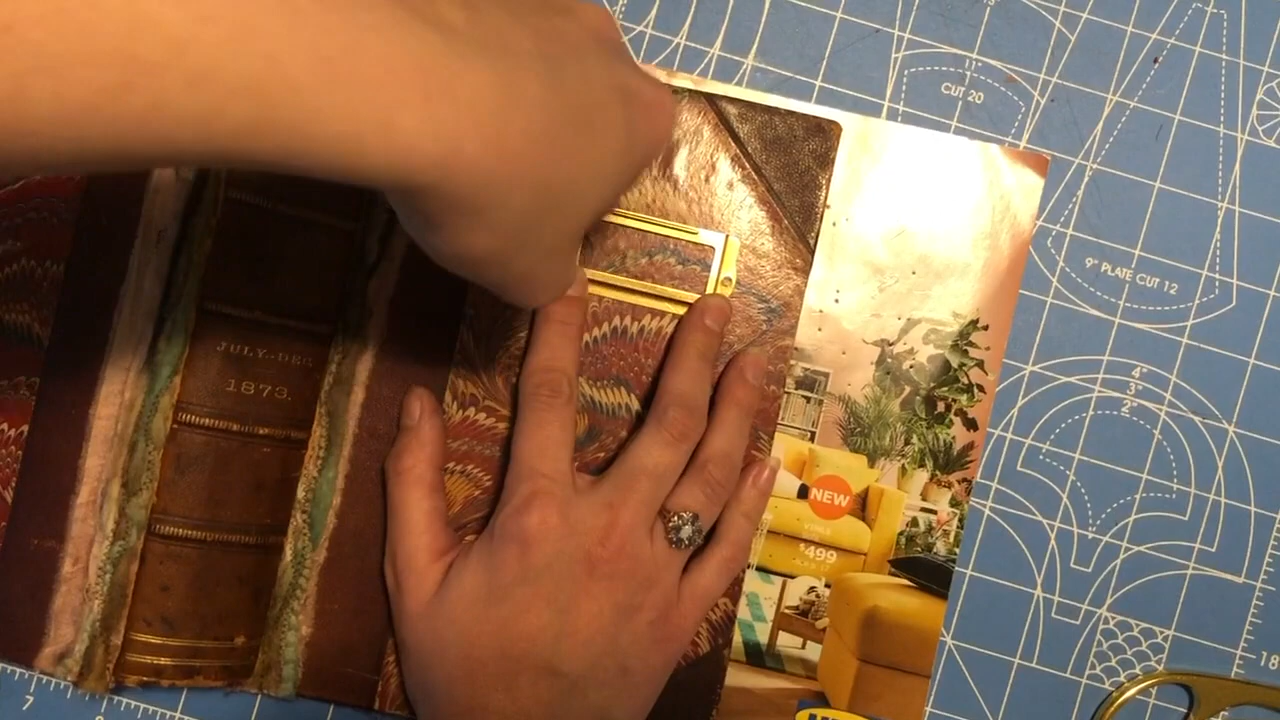 CUT 20
9" PLATE CUT 12
4"
3"
2"
JULY.-DEC
1873.
NEW
$499
7
18